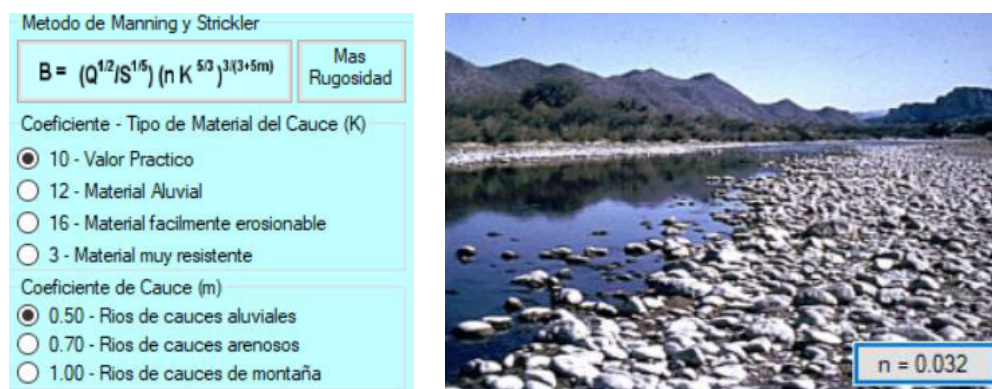 Metodo de Manning y Strickler
B = (Q^1/2/S^1/5) (n K^5/3)^3/(3+5m)
Mas
Rugosidad
Coeficiente - Tipo de Material del Cauce (K)
10 - Valor Practico
12 - Material Aluvial
16 - Material facilmente erosionable
3 - Material muy resistente
Coeficiente de Cauce (m)
0.50 - Rios de cauces aluviales
0.70 - Rios de cauces arenosos
1.00 - Rios de cauces de montaña
n = 0.032